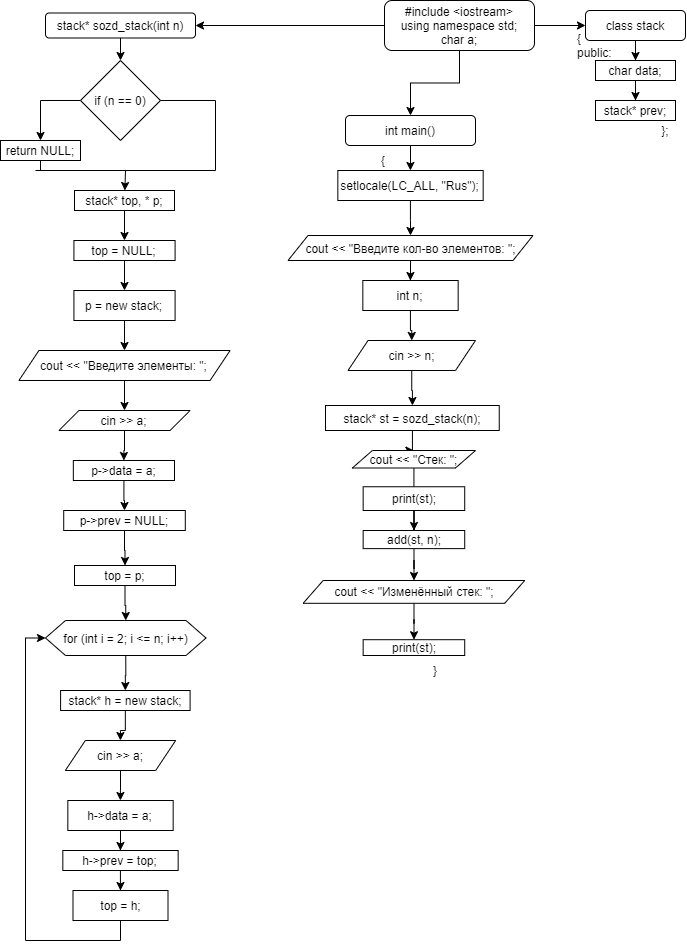 stack* sozd_stack(int n)
if (n == 0)
return NULL;
stack* top, * p;
top = NULL;
p = new stack;
cout << "Введите элементы: ";
cin >> a;
p->data = a;
p->prev = NULL;
top = p;
for (int i = 2; i <= n; i++)
stack* h = new stack;
cin >> a;
h->data = a;
h->prev = top;
top = h;
#include <iostream>
using namespace std;
char a;
int main()
{
setlocale(LC_ALL, "Rus");
cout << "Введите кол-во элементов: ";
int n;
cin >> n;
stack* st = sozd_stack(n);
cout << "Стек: ";
print(st);
add(st, n);
cout << "Изменённый стек: ";
print(st);
}
class stack
{
public:
char data;
stack* prev;
};